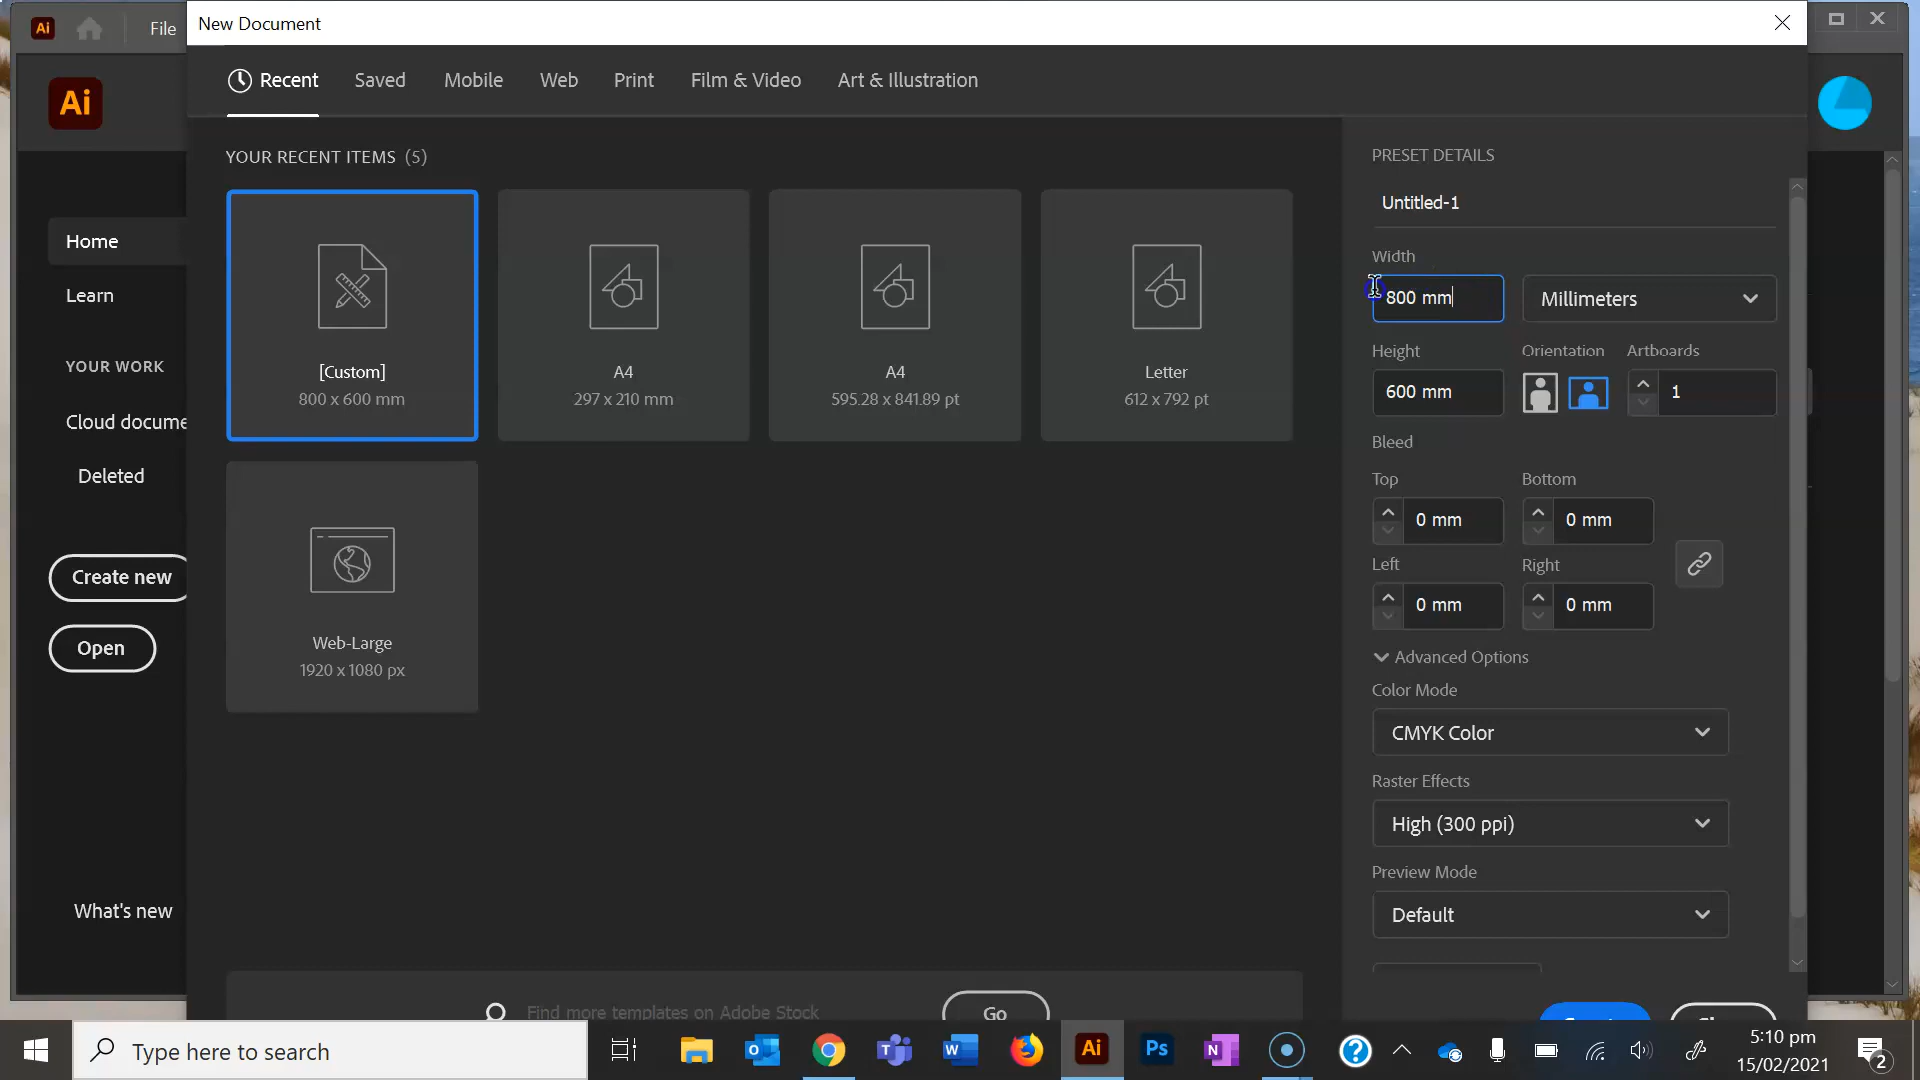 New Document
Ai
File
Recent
Saved
Mobile
Web
Print
Film & Video
Art & Illustration
Ai
Home
Learn
YOUR WORK
Cloud docume
Deleted
Create new
Open
What's new
YOUR RECENT ITEMS (5)
[Custom]
800 x 600 mm
A4
297 x 210 mm
A4
595.28 x 841.89 pt
Letter
612 x 792 pt
Web-Large
1920 x 1080 px
Find more templates on Adobe Stock
Go
PRESET DETAILS
Untitled-1
Width
800 mm
Millimeters
Height
Orientation
Artboards
600 mm
1
Bleed
Top
Bottom
0 mm
0 mm
Left
Right
0 mm
0 mm
Advanced Options
Color Mode
CMYK Color
Raster Effects
High (300 ppi)
Preview Mode
Default
Type here to search
Ai
Ps
5:10 pm
15/02/2021
2